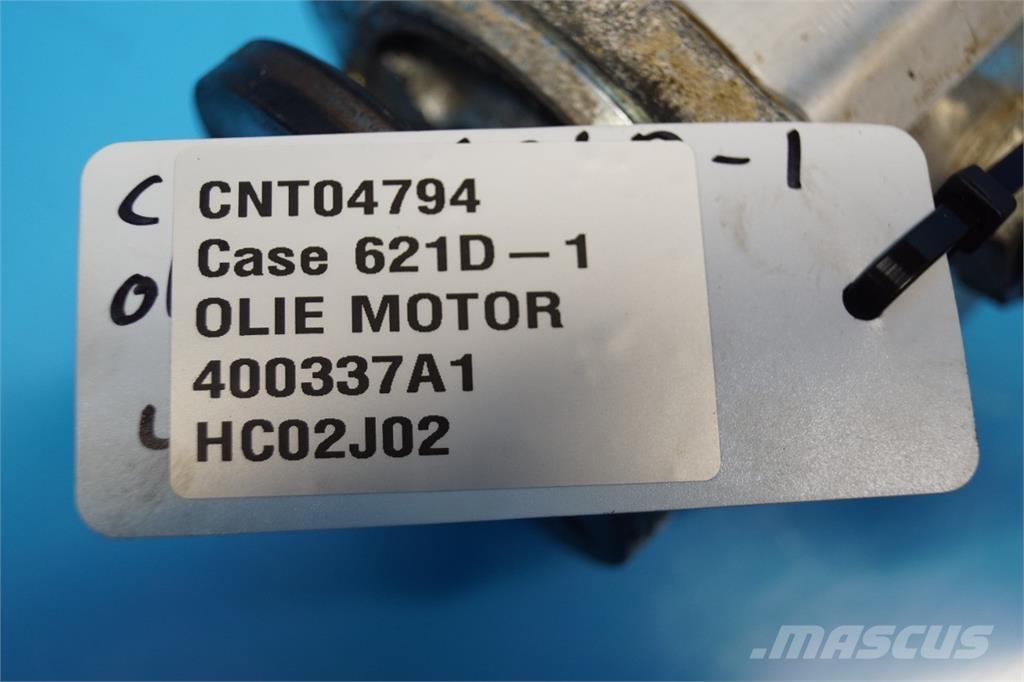 CNT04794
Case 621D-1
OLIE MOTOR
400337A1
HC02J02
.MASCUS